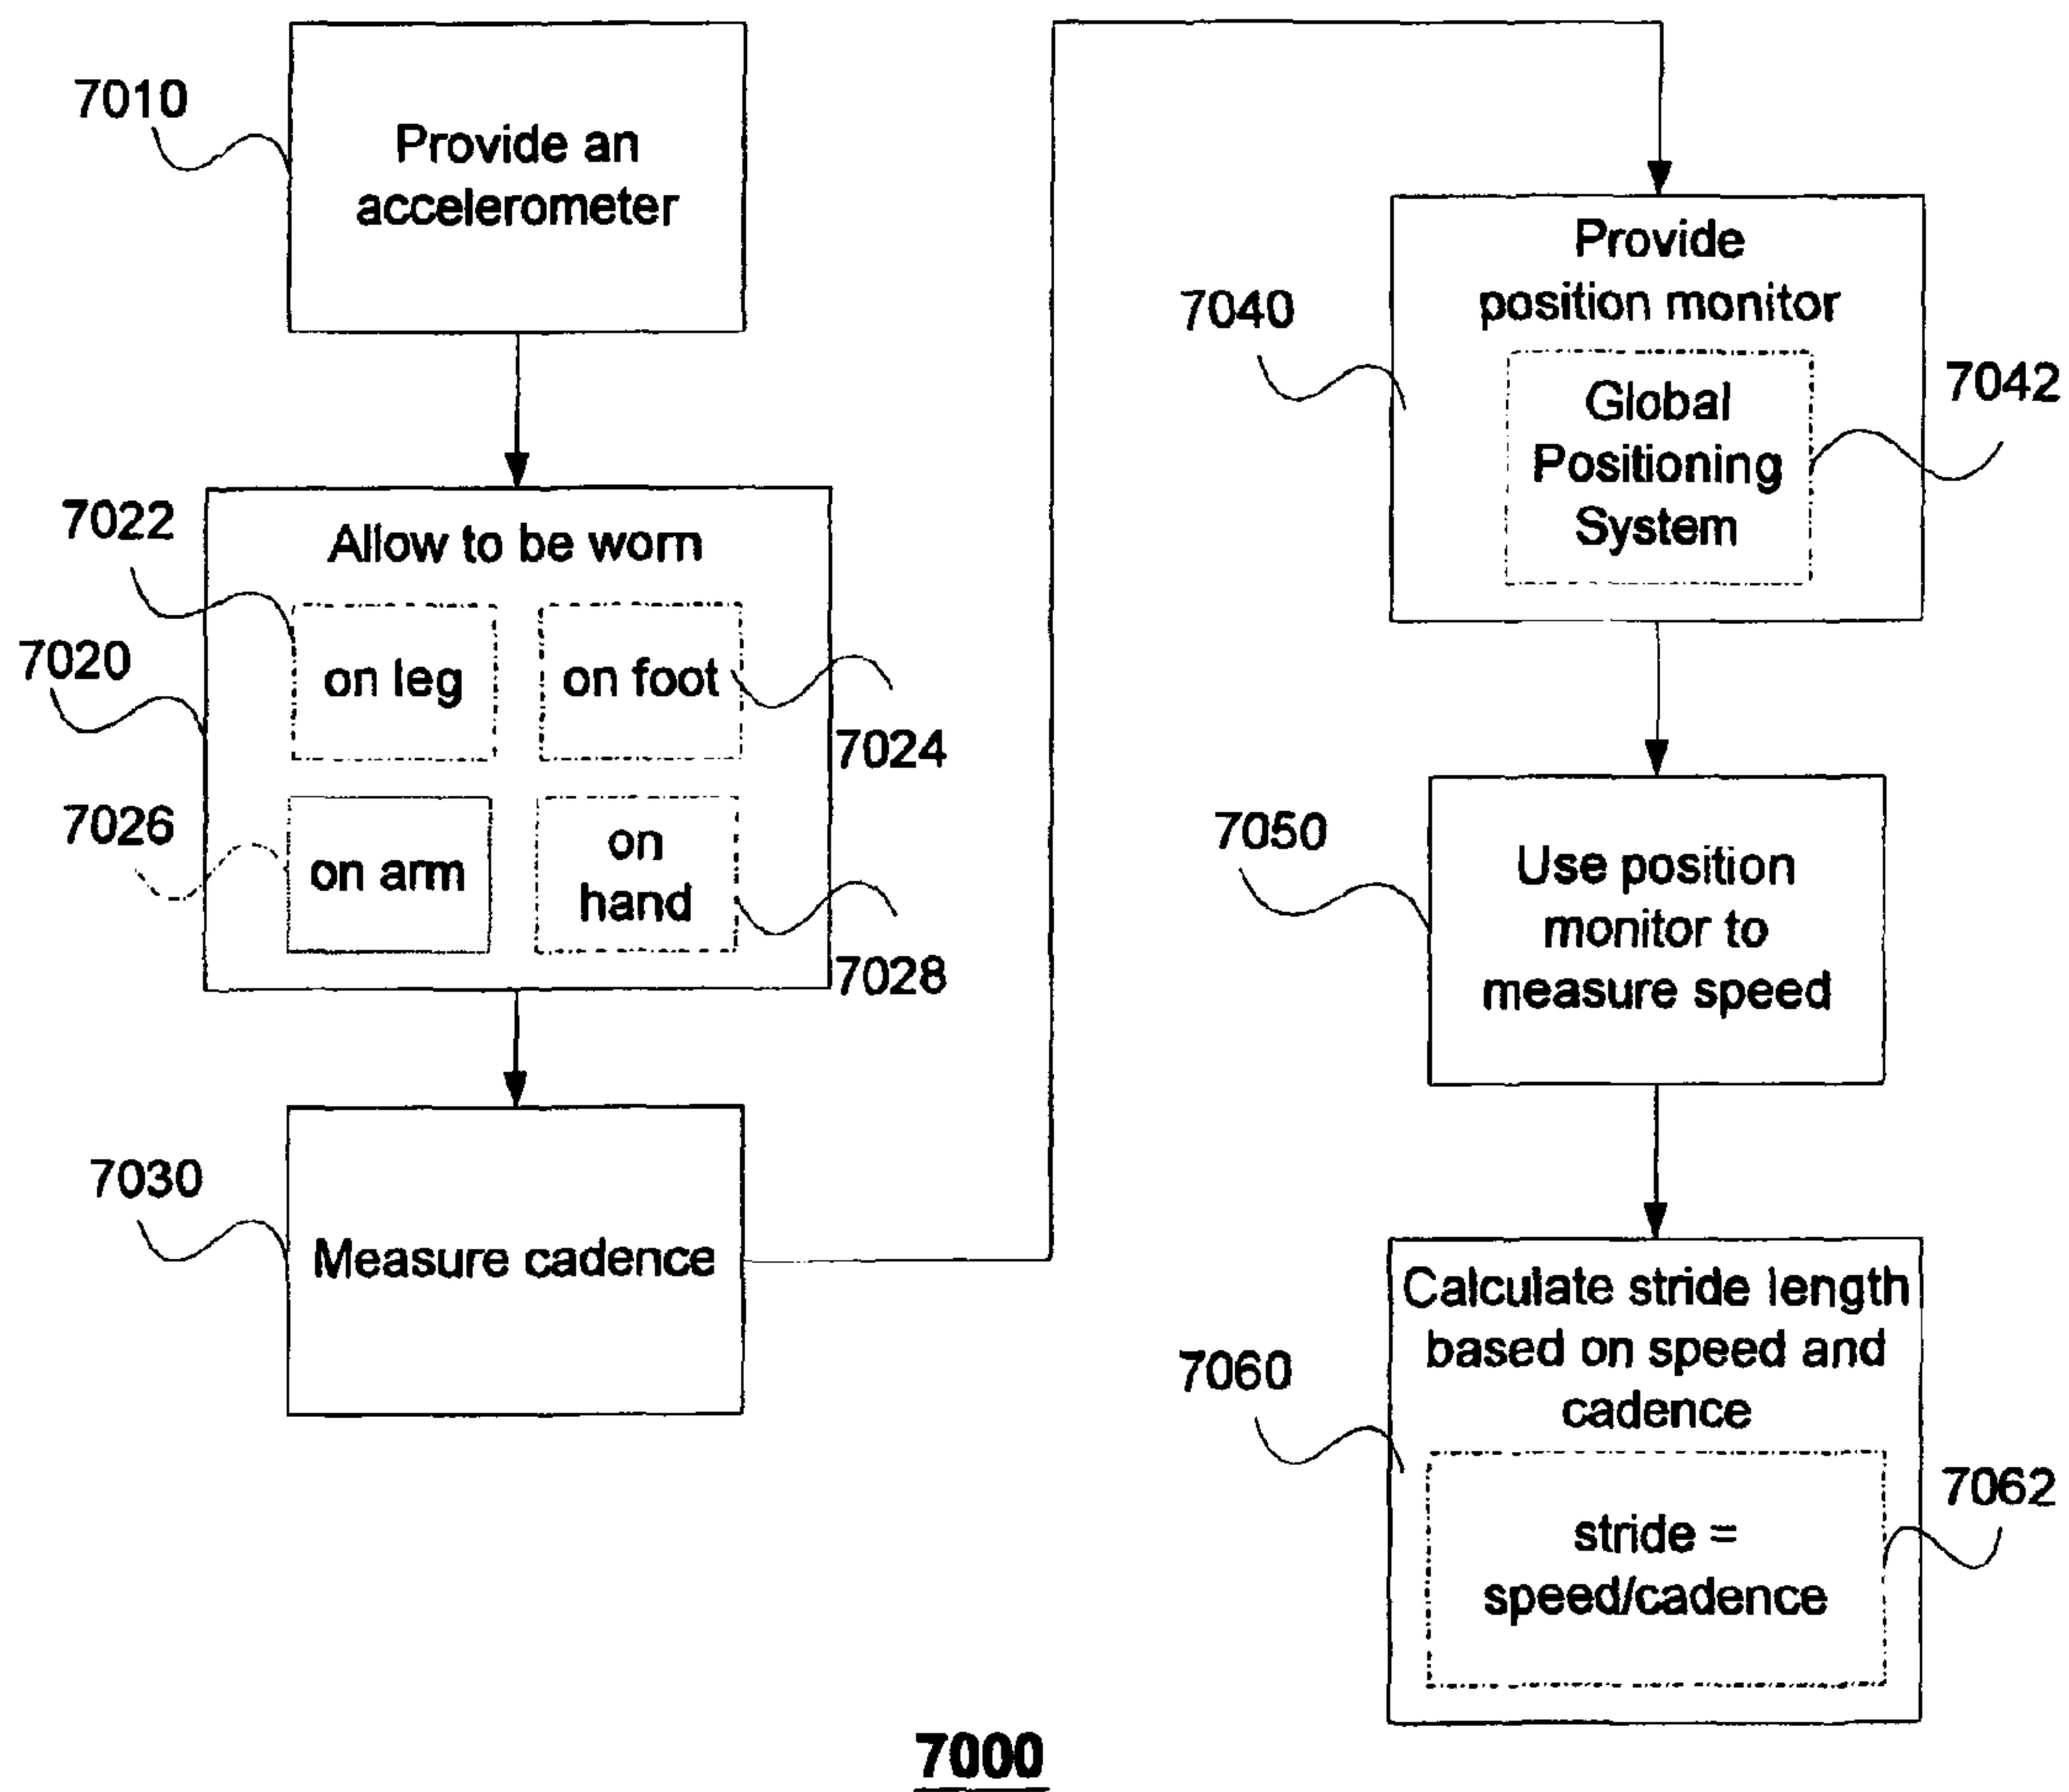 7010
Provide an
accelerometer
7022
Allow to be worn
7020
on leg
on foot
7024
7026
on arm
on
hand
7028
7030
Measure cadence
Provide
position monitor
7040
Global
Positioning
System
7042
7050
Use position
monitor to
measure speed
Calculate stride length
based on speed and
cadence
7060
stride =
speed/cadence
7062
7000